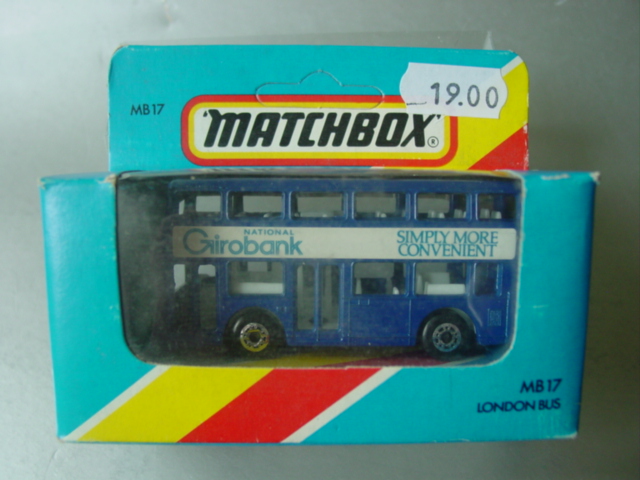 19.00
MB17
"MATCHBOX"®
NATIONAL
Girobank
SIMPLY MORE
CONVENIENT
MB17
LONDON BUS